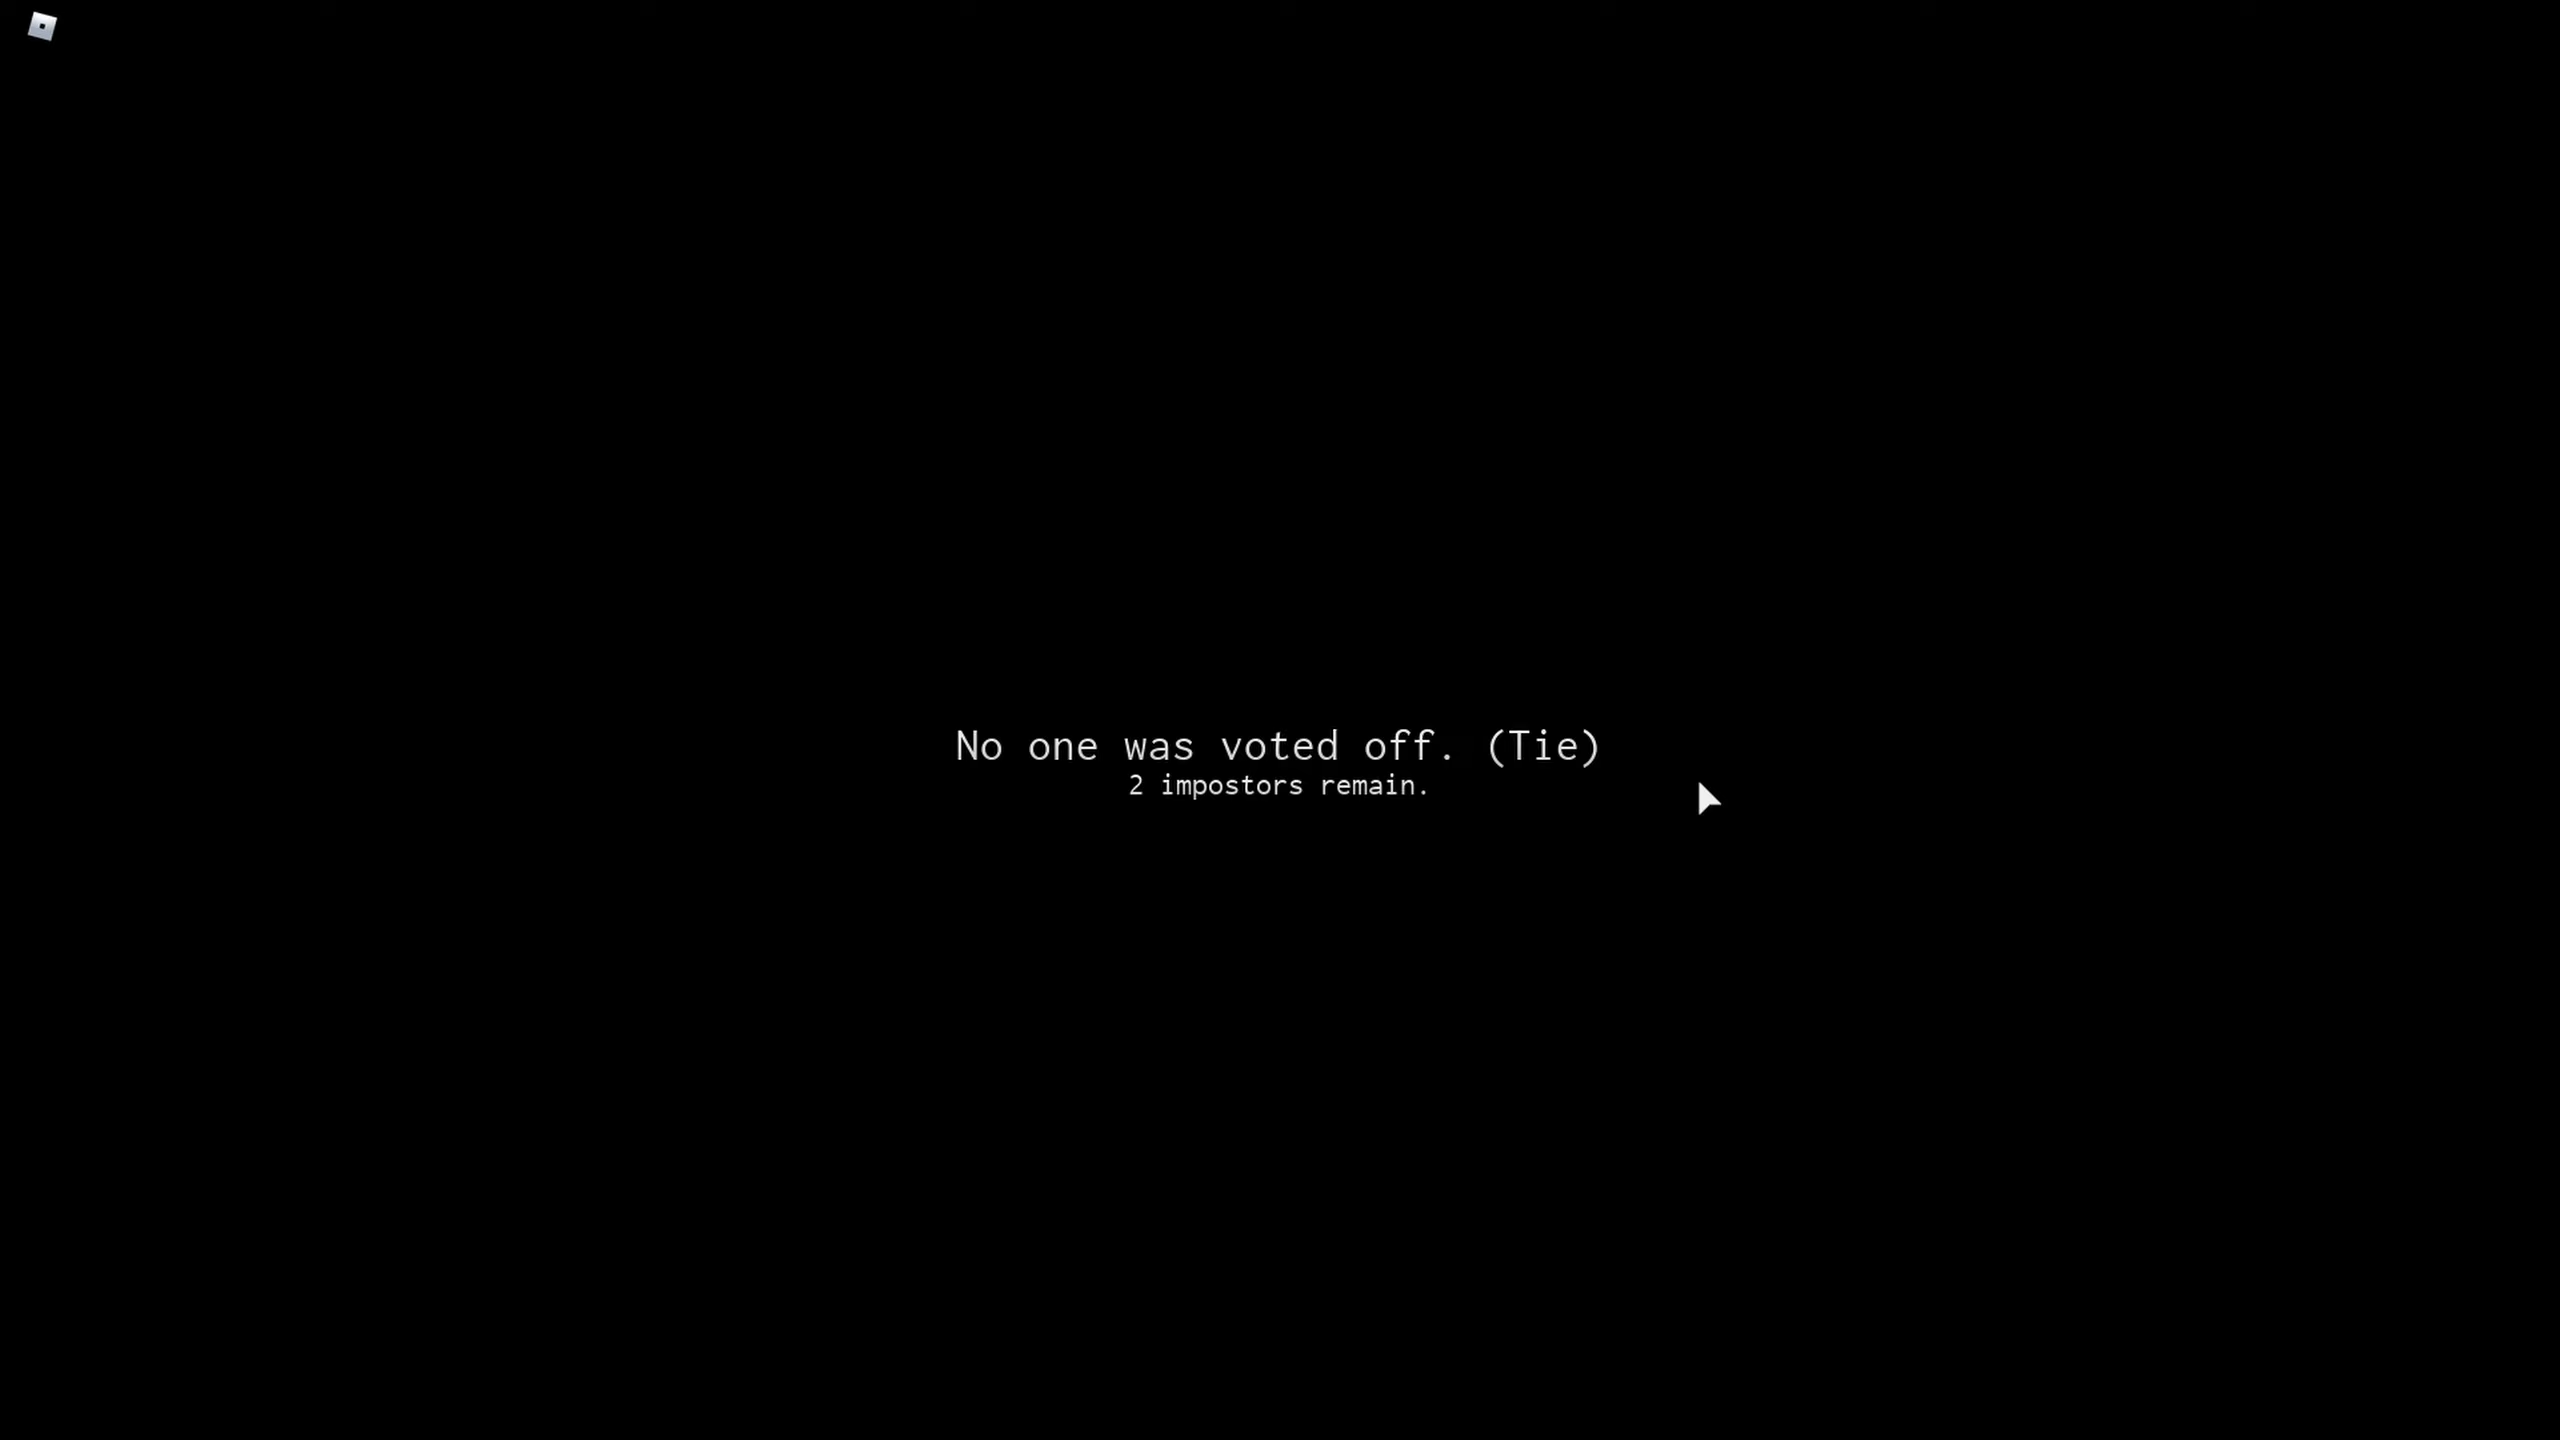 No one was voted off. (Tie)
2 impostors remain.